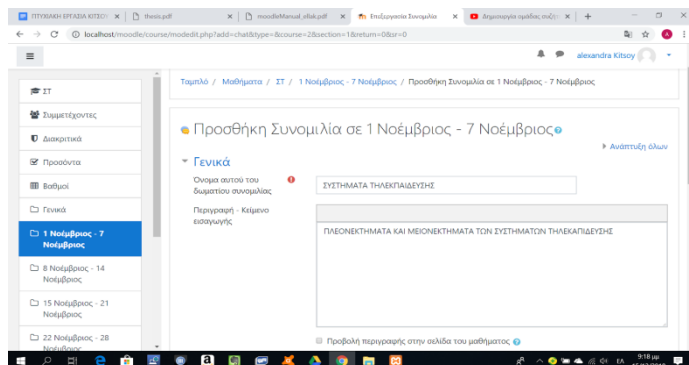 ΠΤΥΧΙΑΚΗ ΕΡΓΑΣΙΑ ΚΙΤΣΟΥ
thesis.pdf
moodleManual_ellak.pdf
Επεξεργασία Συνομιλία
Δημιουργία ομάδας συζήτ
localhost/moodle/course/modedit.php?add=chat&type=&course=2&section=1&return=0&sr=0
alexandra Kitsoy
ΣΤ
Συμμετέχοντες
Διακριτικά
Προσόντα
Βαθμοί
Γενικά
1 Νοέμβριος - 7
Νοέμβριος
8 Νοέμβριος - 14
Νοέμβριος
15 Νοέμβριος - 21
Νοέμβριος
22 Νοέμβριος - 28
Νοέμβριος
Ταμπλό / Μαθήματα / ΣΤ / 1 Νοέμβριος - 7 Νοέμβριος / Προσθήκη Συνομιλία σε 1 Νοέμβριος - 7 Νοέμβριος
Προσθήκη Συνομιλία σε 1 Νοέμβριος - 7 Νοέμβριος
Ανάπτυξη όλων
Γενικά
Όνομα αυτού του
δωματίου συνομιλίας
ΣΥΣΤΗΜΑΤΑ ΤΗΛΕΚΠΑΙΔΕΥΣΗΣ
Περιγραφή - Κείμενο
εισαγωγής
ΠΛΕΟΝΕΚΤΗΜΑΤΑ ΚΑΙ ΜΕΙΟΝΕΚΤΗΜΑΤΑ ΤΩΝ ΣΥΣΤΗΜΑΤΩΝ ΤΗΛΕΚΑΠΙΔΕΥΣΗΣ
Προβολή περιγραφής στην σελίδα του μαθήματος
EN
9:18 μμ